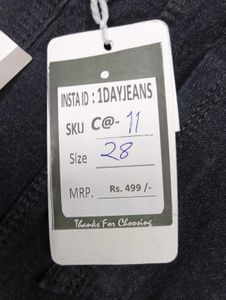 INSTA ID : 1DAYJEANS
SKU C@- 11
Size 28
MRP. Rs. 499 /-
Thanks For Choosing